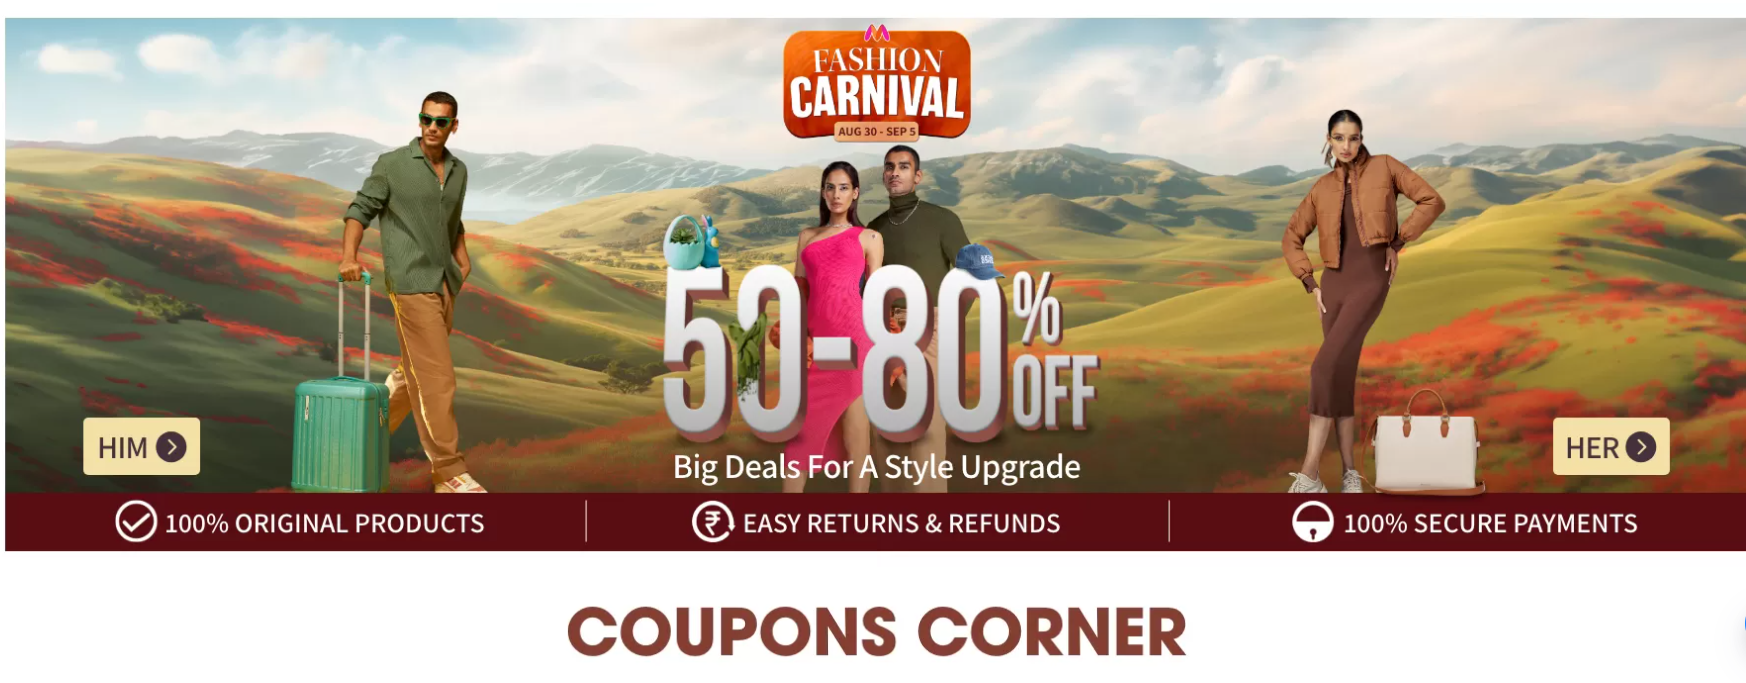 FASHION
CARNIVAL
AUG 30 - SEP 5
50-80% OFF
Big Deals For A Style Upgrade
HIM
HER
100% ORIGINAL PRODUCTS
EASY RETURNS & REFUNDS
100% SECURE PAYMENTS
COUPONS CORNER